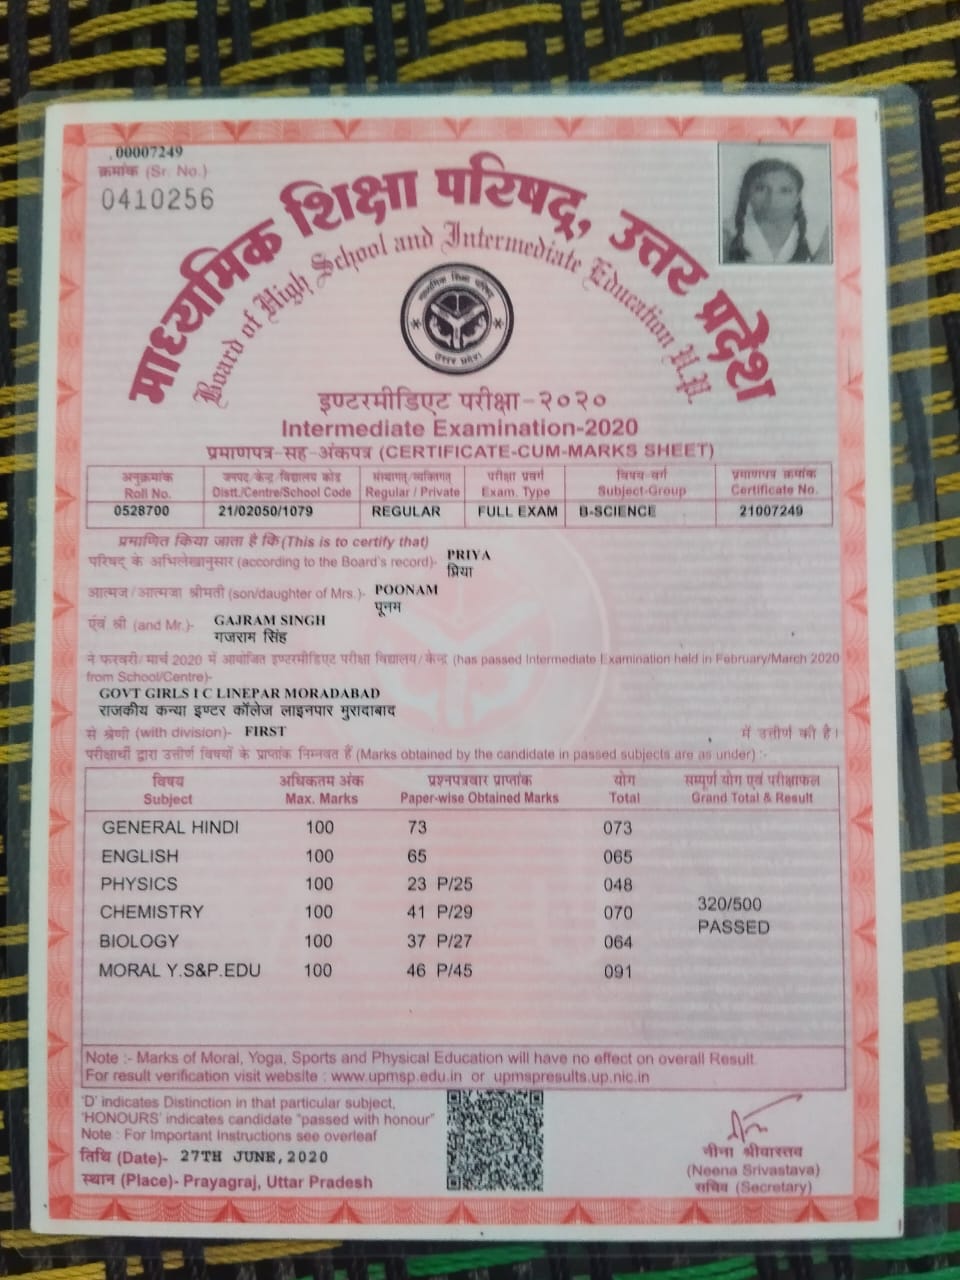 .00007249
क्रमांक (Sr. No.)
0410256
माध्यमिक शिक्षा परिषद्, उत्तर प्रदेश
Board of High School and Intermediate Education U.P.
माध्यमिक शिक्षा परिषद्
उत्तर प्रदेश
इण्टरमीडिएट परीक्षा-२०२०
Intermediate Examination-2020
प्रमाणपत्र-सह-अंकपत्र (CERTIFICATE-CUM-MARKS SHEET)
अनुक्रमांक जनपद/केन्द्र/विद्यालय कोड संस्थागत/व्यक्तिगत परीक्षा प्रवर्ग विषय-वर्ग प्रमाणपत्र क्रमांक
Roll No. Distt./Centre/School Code Regular / Private Exam. Type Subject-Group Certificate No.
0528700 21/02050/1079 REGULAR FULL EXAM B-SCIENCE 21007249
प्रमाणित किया जाता है कि (This is to certify that)
परिषद् के अभिलेखानुसार (according to the Board's record)- PRIYA
प्रिया
आत्मज/आत्मजा श्रीमती (son/daughter of Mrs.)- POONAM
पूनम
एवं श्री (and Mr.)- GAJRAM SINGH
गजराम सिंह
ने फरवरी/मार्च 2020 में आयोजित इण्टरमीडिएट परीक्षा विद्यालय/केन्द्र (has passed Intermediate Examination held in February/March 2020
from School/Centre)-
GOVT GIRLS I C LINEPAR MORADABAD
राजकीय कन्या इण्टर कॉलेज लाइनपार मुरादाबाद
से श्रेणी (with division)- FIRST में उत्तीर्ण की है।
परीक्षार्थी द्वारा उत्तीर्ण विषयों के प्राप्तांक निम्नवत हैं (Marks obtained by the candidate in passed subjects are as under) :-
विषय अधिकतम अंक प्रश्नपत्रवार प्राप्तांक योग सम्पूर्ण योग एवं परीक्षाफल
Subject Max. Marks Paper-wise Obtained Marks Total Grand Total & Result
GENERAL HINDI 100 73 073
ENGLISH 100 65 065
PHYSICS 100 23 P/25 048
CHEMISTRY 100 41 P/29 070 320/500
PASSED
BIOLOGY 100 37 P/27 064
MORAL Y.S&P.EDU 100 46 P/45 091
Note :- Marks of Moral, Yoga, Sports and Physical Education will have no effect on overall Result.
For result verification visit website : www.upmsp.edu.in or upmspresults.up.nic.in
'D' indicates Distinction in that particular subject,
'HONOURS' indicates candidate "passed with honour"
Note : For Important Instructions see overleaf
तिथि (Date)- 27TH JUNE, 2020
स्थान (Place)- Prayagraj, Uttar Pradesh
नीना श्रीवास्तव
(Neena Srivastava)
सचिव (Secretary)